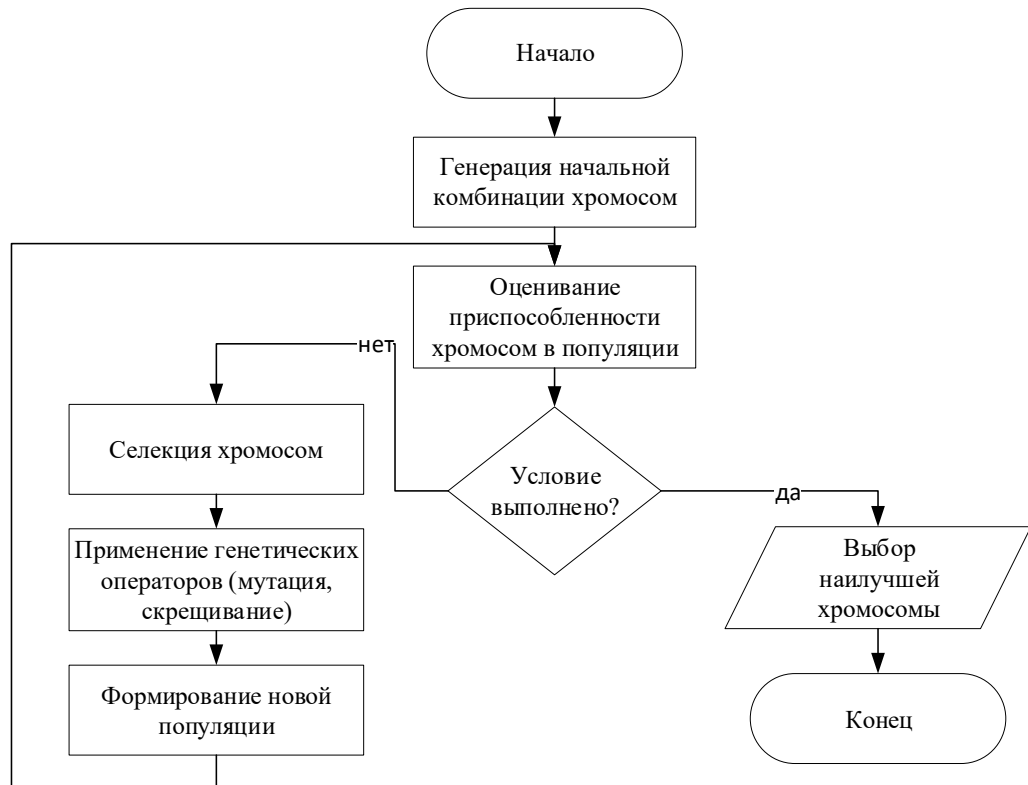 Начало
Генерация начальной
комбинации хромосом
Оценивание
приспособленности
хромосом в популяции
нет
Селекция хромосом
Условие
выполнено?
да
Применение генетических
операторов (мутация,
скрещивание)
Выбор
наилучшей
хромосомы
Формирование новой
популяции
Конец